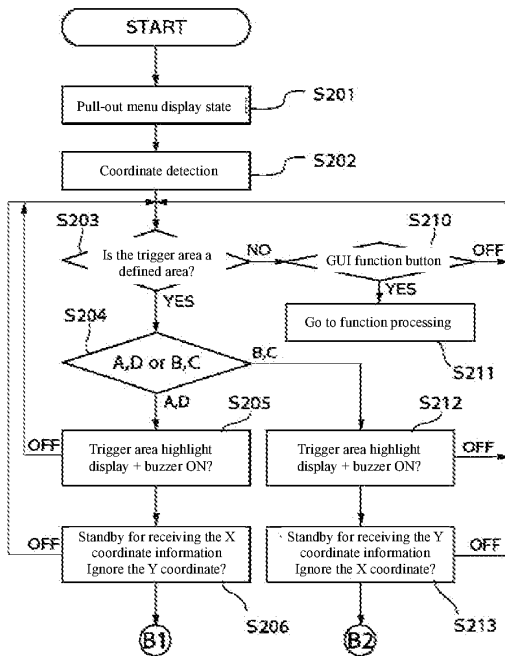 START
S201
Pull-out menu display state
S202
Coordinate detection
S203
Is the trigger area a
defined area?
NO
S210
GUI function button
OFF
YES
YES
Go to function processing
S211
S204
A,D or B,C
B,C
A,D
S205
Trigger area highlight
display + buzzer ON?
OFF
S212
Trigger area highlight
display + buzzer ON?
OFF
OFF
Standby for receiving the X
coordinate information
Ignore the Y coordinate?
S206
Standby for receiving the Y
coordinate information
Ignore the X coordinate?
OFF
S213
B1
B2